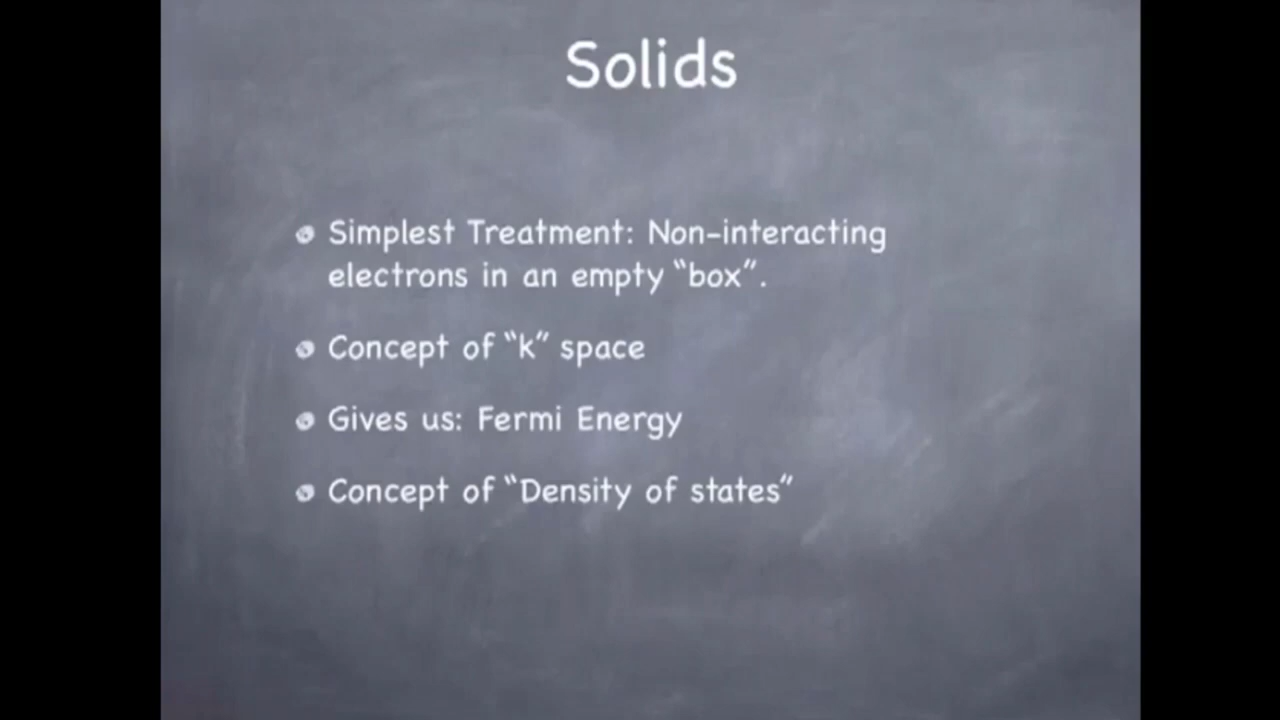 Solids
Simplest Treatment: Non-interacting
electrons in an empty “box”.
Concept of “k” space
Gives us: Fermi Energy
Concept of “Density of states”